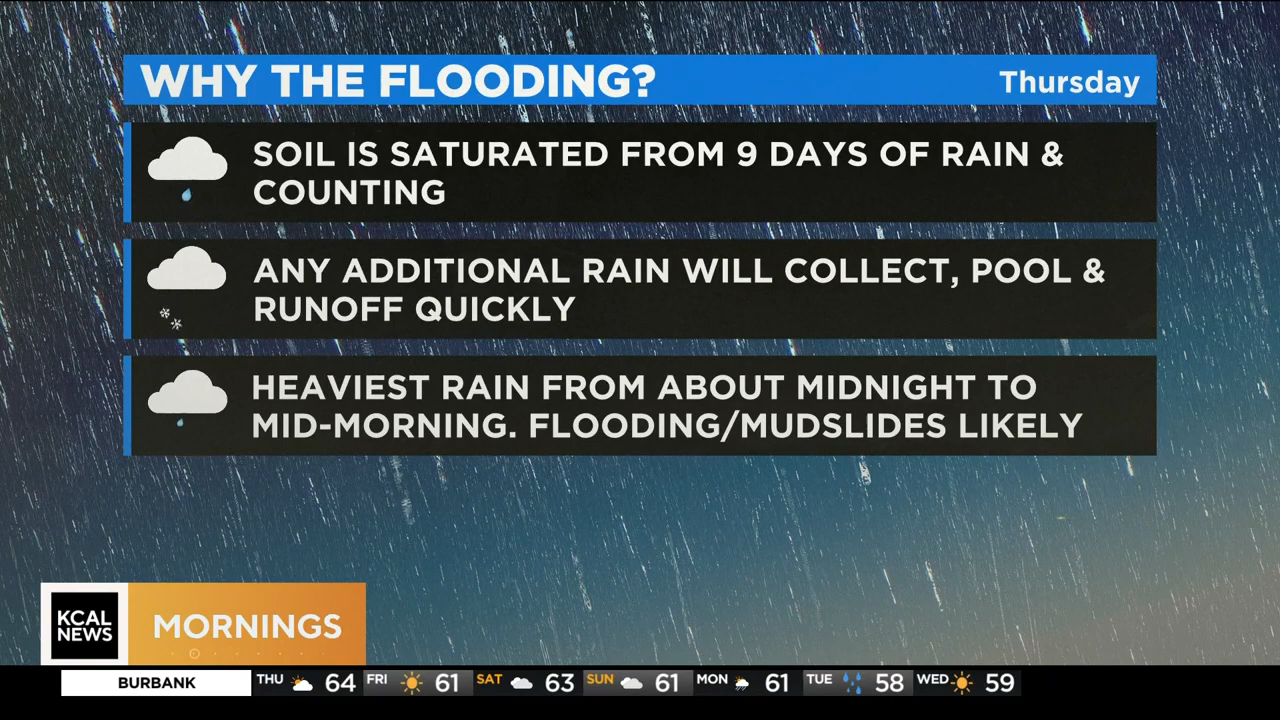 WHY THE FLOODING?
Thursday
SOIL IS SATURATED FROM 9 DAYS OF RAIN &
COUNTING
ANY ADDITIONAL RAIN WILL COLLECT, POOL &
RUNOFF QUICKLY
HEAVIEST RAIN FROM ABOUT MIDNIGHT TO
MID-MORNING. FLOODING/MUDSLIDES LIKELY
KCAL
NEWS
MORNINGS
BURBANK THU 64 FRI 61 SAT 63 SUN 61 MON 61 TUE 58 WED 59